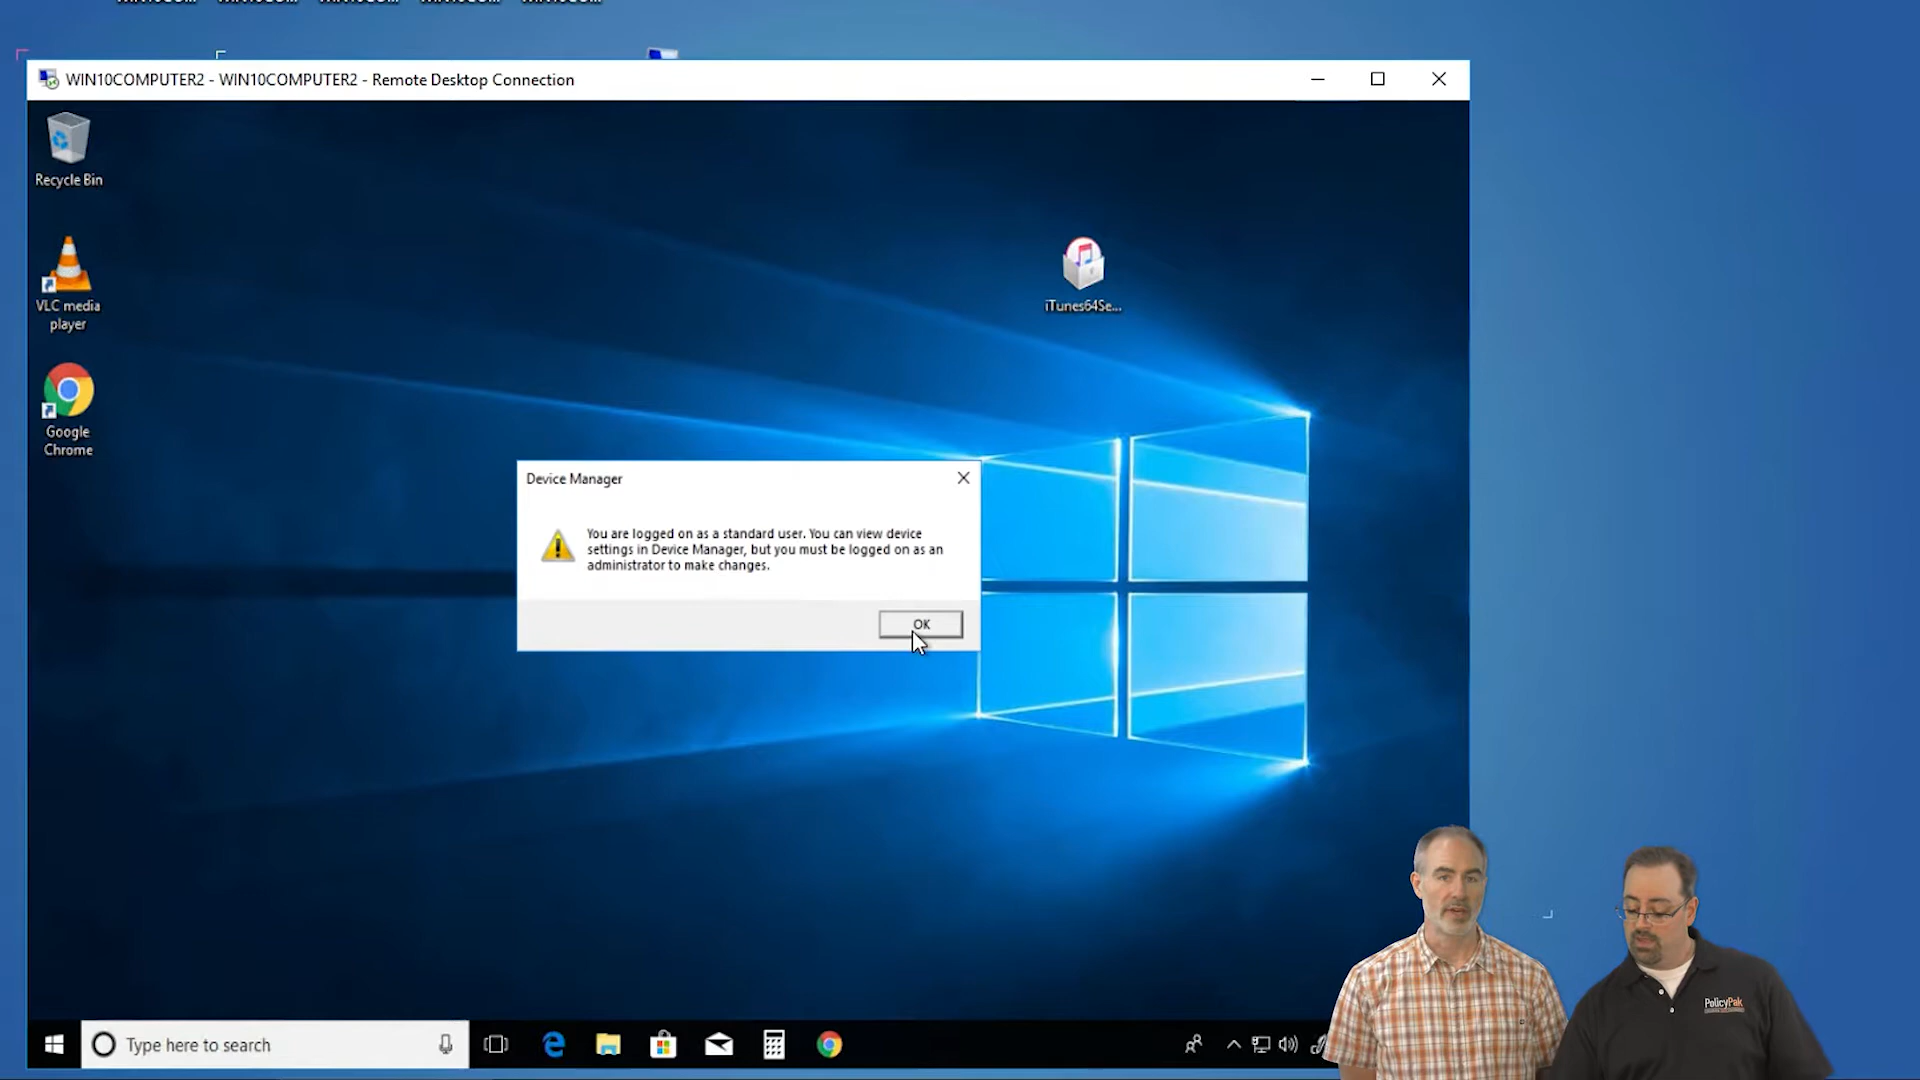 WIN10COMPUTER2 - WIN10COMPUTER2 - Remote Desktop Connection
Recycle Bin
VLC media
player
Google
Chrome
iTunes64Se...
Device Manager
You are logged on as a standard user. You can view device
settings in Device Manager, but you must be logged on as an
administrator to make changes.
OK
Type here to search
PolicyPak